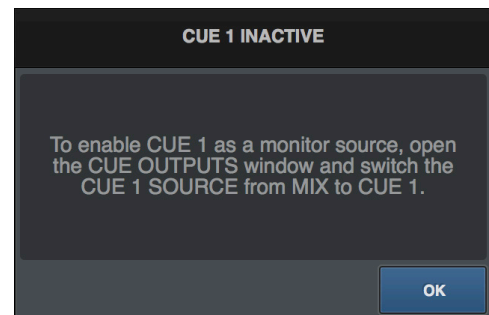 CUE 1 INACTIVE
To enable CUE 1 as a monitor source, open
the CUE OUTPUTS window and switch the
CUE 1 SOURCE from MIX to CUE 1.
OK